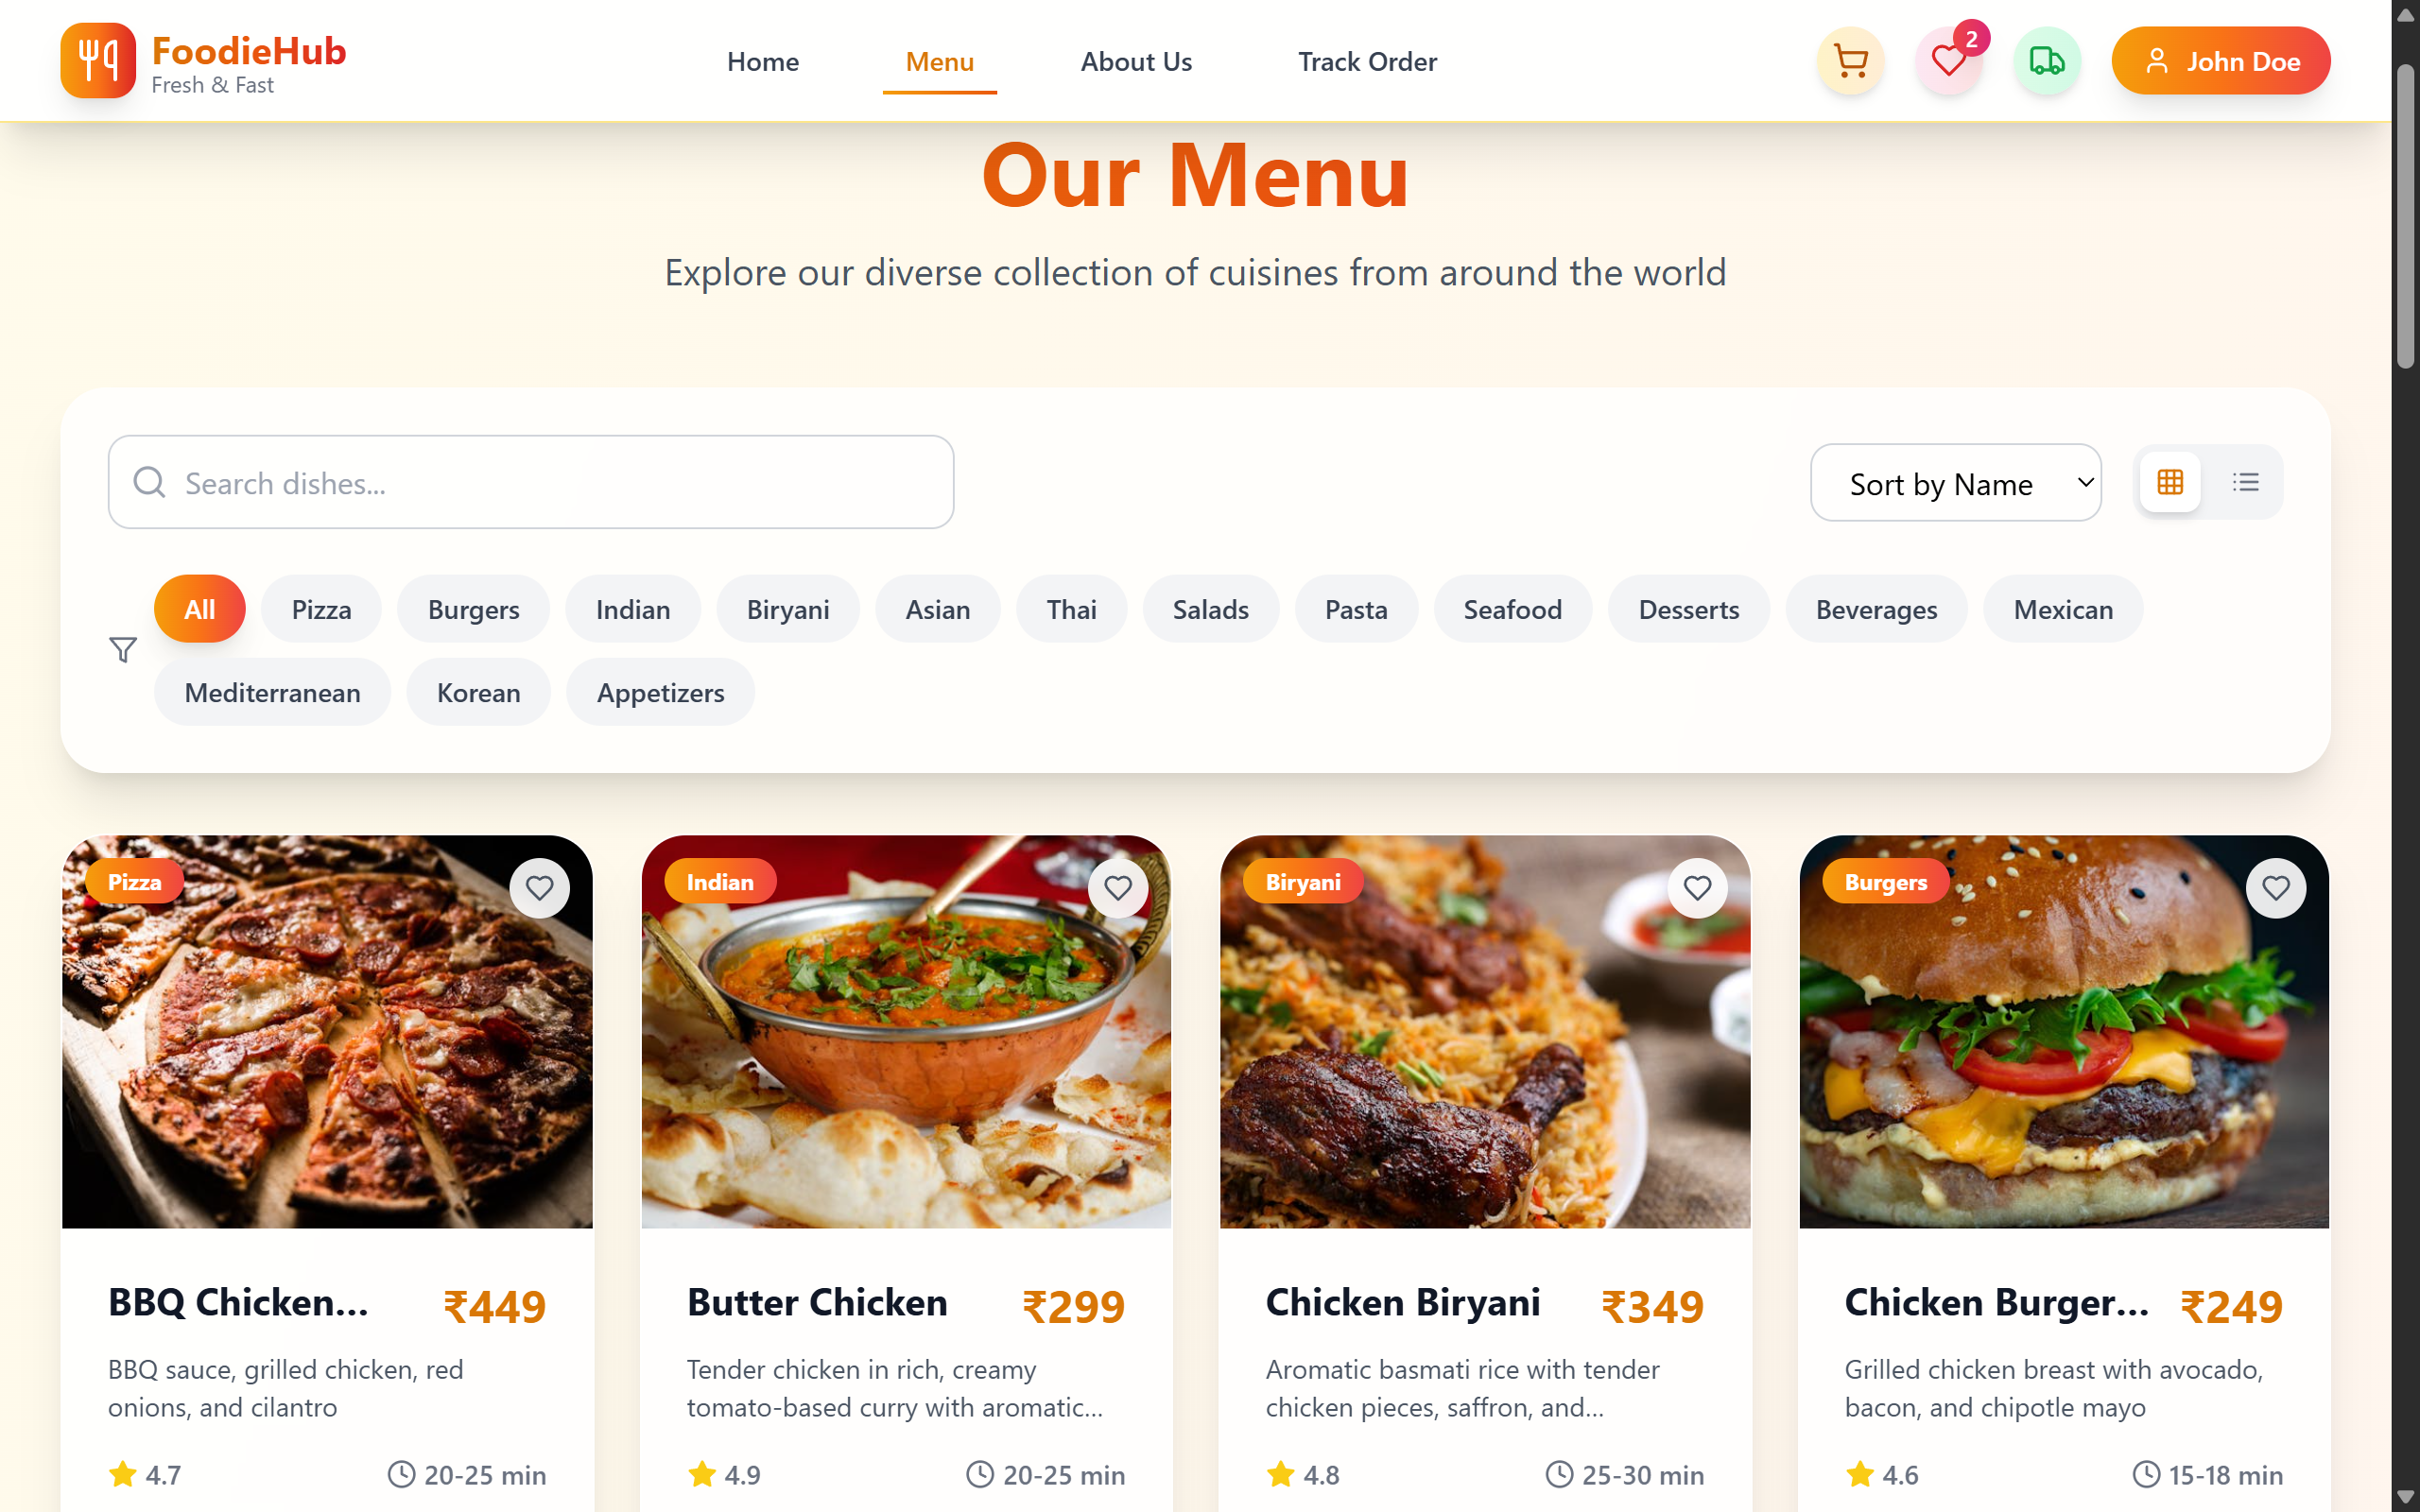 FoodieHub
Fresh & Fast
Home
Menu
About Us
Track Order
2
John Doe
Our Menu
Explore our diverse collection of cuisines from around the world
Search dishes...
Sort by Name
All
Pizza
Burgers
Indian
Biryani
Asian
Thai
Salads
Pasta
Seafood
Desserts
Beverages
Mexican
Mediterranean
Korean
Appetizers
Pizza
BBQ Chicken...
₹449
BBQ sauce, grilled chicken, red
onions, and cilantro
4.7
20-25 min
Indian
Butter Chicken
₹299
Tender chicken in rich, creamy
tomato-based curry with aromatic...
4.9
20-25 min
Biryani
Chicken Biryani
₹349
Aromatic basmati rice with tender
chicken pieces, saffron, and...
4.8
25-30 min
Burgers
Chicken Burger...
₹249
Grilled chicken breast with avocado,
bacon, and chipotle mayo
4.6
15-18 min